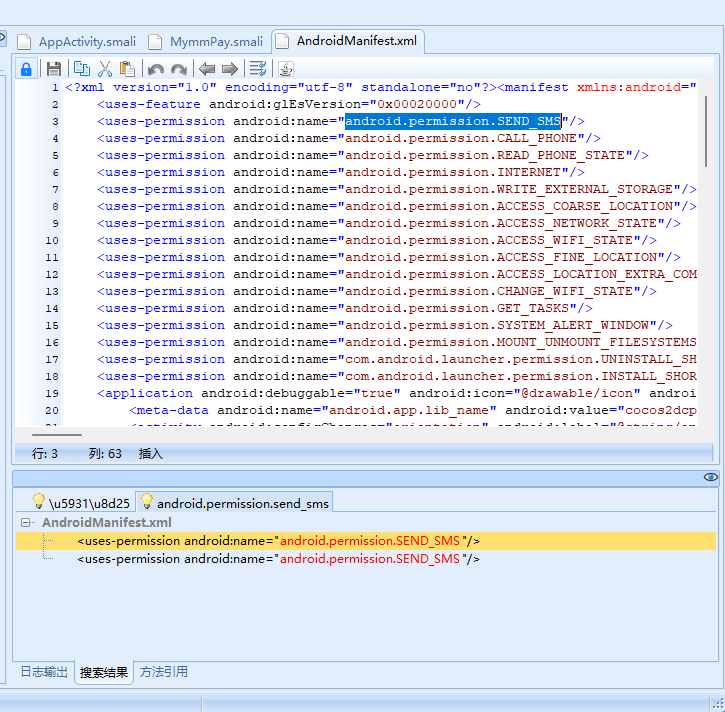 AppActivity.smali MymmPay.smali AndroidManifest.xml
1 <?xml version="1.0" encoding="utf-8" standalone="no"?><manifest xmlns:android="
2 <uses-feature android:glEsVersion="0x00020000"/>
3 <uses-permission android:name="android.permission.SEND_SMS"/>
4 <uses-permission android:name="android.permission.CALL_PHONE"/>
5 <uses-permission android:name="android.permission.READ_PHONE_STATE"/>
6 <uses-permission android:name="android.permission.INTERNET"/>
7 <uses-permission android:name="android.permission.WRITE_EXTERNAL_STORAGE"/>
8 <uses-permission android:name="android.permission.ACCESS_COARSE_LOCATION"/>
9 <uses-permission android:name="android.permission.ACCESS_NETWORK_STATE"/>
10 <uses-permission android:name="android.permission.ACCESS_WIFI_STATE"/>
11 <uses-permission android:name="android.permission.ACCESS_FINE_LOCATION"/>
12 <uses-permission android:name="android.permission.ACCESS_LOCATION_EXTRA_COM
13 <uses-permission android:name="android.permission.CHANGE_WIFI_STATE"/>
14 <uses-permission android:name="android.permission.GET_TASKS"/>
15 <uses-permission android:name="android.permission.SYSTEM_ALERT_WINDOW"/>
16 <uses-permission android:name="android.permission.MOUNT_UNMOUNT_FILESYSTEMS
17 <uses-permission android:name="com.android.launcher.permission.UNINSTALL_SH
18 <uses-permission android:name="com.android.launcher.permission.INSTALL_SHOR
19 <application android:debuggable="true" android:icon="@drawable/icon" androi
20 <meta-data android:name="android.app.lib_name" android:value="cocos2dcp
行: 3 列: 63 插入
\u5931\u8d25 android.permission.send_sms
AndroidManifest.xml
<uses-permission android:name="android.permission.SEND_SMS"/>
<uses-permission android:name="android.permission.SEND_SMS"/>
日志输出 搜索结果 方法引用